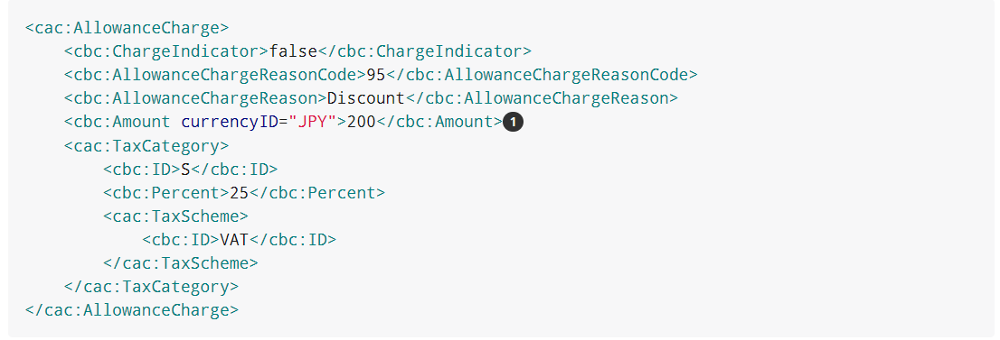 <cac:AllowanceCharge>
    <cbc:ChargeIndicator>false</cbc:ChargeIndicator>
    <cbc:AllowanceChargeReasonCode>95</cbc:AllowanceChargeReasonCode>
    <cbc:AllowanceChargeReason>Discount</cbc:AllowanceChargeReason>
    <cbc:Amount currencyID="JPY">200</cbc:Amount>1
    <cac:TaxCategory>
        <cbc:ID>S</cbc:ID>
        <cbc:Percent>25</cbc:Percent>
        <cac:TaxScheme>
            <cbc:ID>VAT</cbc:ID>
        </cac:TaxScheme>
    </cac:TaxCategory>
</cac:AllowanceCharge>